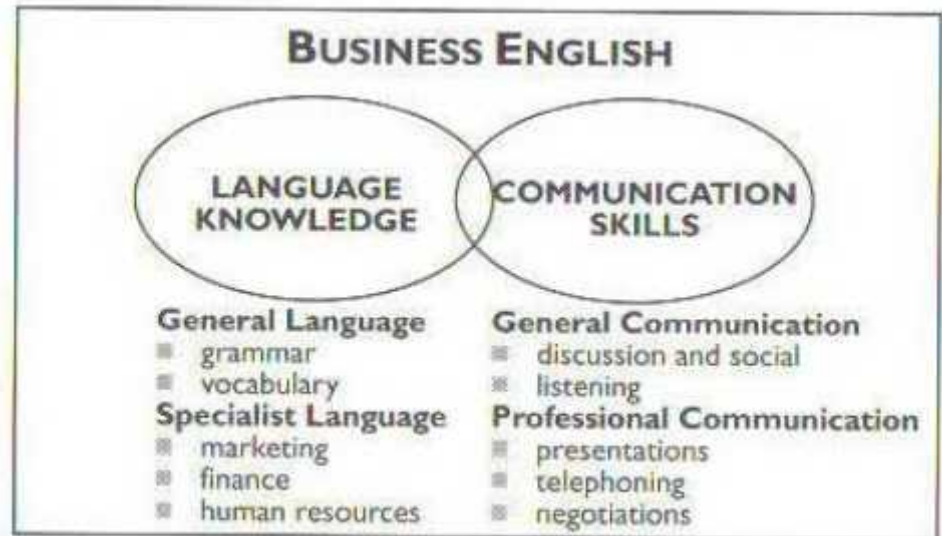 BUSINESS ENGLISH
LANGUAGE
KNOWLEDGE
COMMUNICATION
SKILLS
General Language
grammar
vocabulary
Specialist Language
marketing
finance
human resources
General Communication
discussion and social
listening
Professional Communication
presentations
telephoning
negotiations